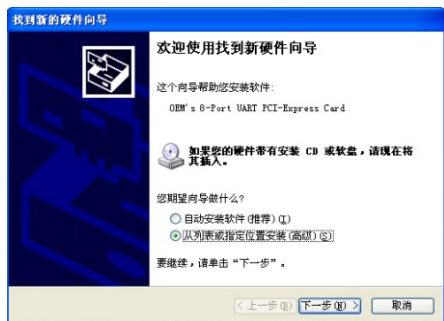 找到新的硬件向导
欢迎使用找到新硬件向导
这个向导帮助您安装软件:
OEM's 8-Port UART PCI-Express Card
如果您的硬件带有安装 CD 或软盘，请现在将
其插入。
您期望向导做什么?
自动安装软件(推荐)(I)
从列表或指定位置安装(高级)(S)
要继续，请单击“下一步”。
<上一步(B) 下一步(N)> 取消